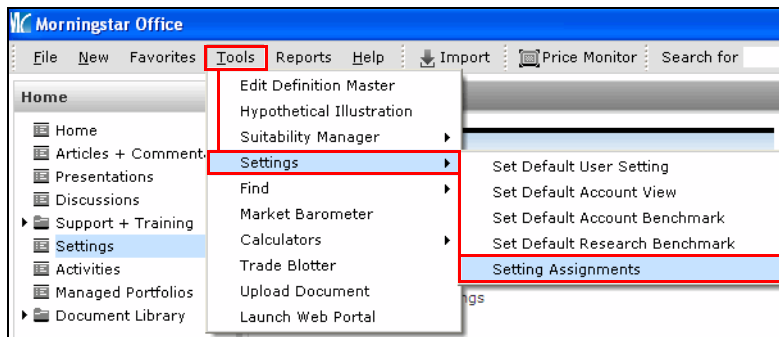 Morningstar Office
File New Favorites Tools Reports Help Import Price Monitor Search for
Home
Home
Articles + Comment
Presentations
Discussions
Support + Training
Settings
Activities
Managed Portfolios
Document Library
Edit Definition Master
Hypothetical Illustration
Suitability Manager
Settings
Find
Market Barometer
Calculators
Trade Blotter
Upload Document
Launch Web Portal
Set Default User Setting
Set Default Account View
Set Default Account Benchmark
Set Default Research Benchmark
Setting Assignments
ngs